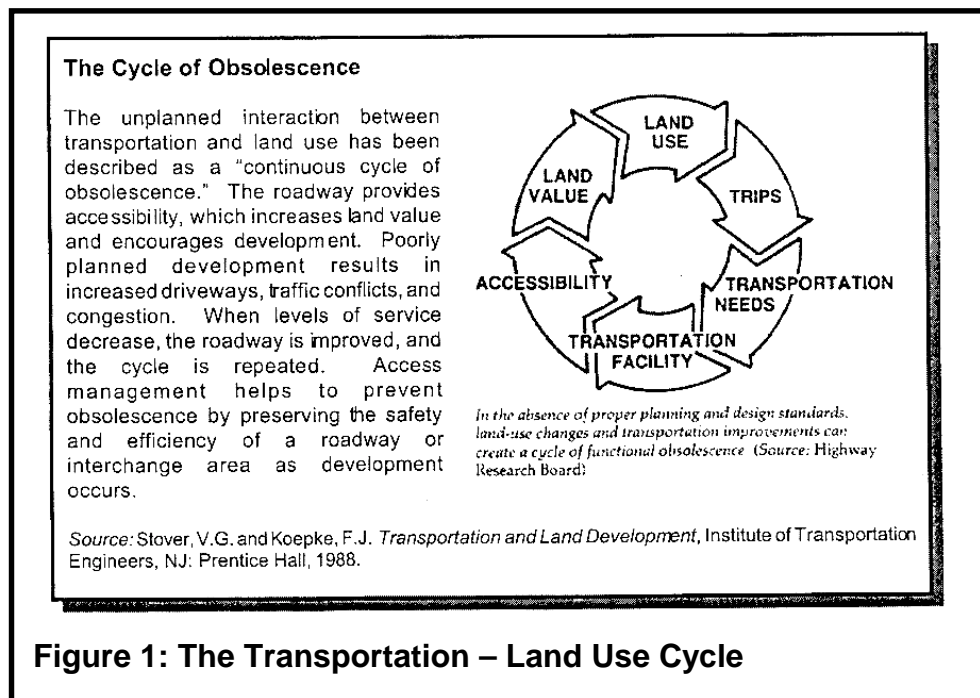 The Cycle of Obsolescence
The unplanned interaction between
transportation and land use has been
described as a "continuous cycle of
obsolescence." The roadway provides
accessibility, which increases land value
and encourages development. Poorly
planned development results in
increased driveways, traffic conflicts, and
congestion. When levels of service
decrease, the roadway is improved, and
the cycle is repeated. Access
management helps to prevent
obsolescence by preserving the safety
and efficiency of a roadway or
interchange area as development
occurs.
LAND
USE
TRIPS
TRANSPORTATION
NEEDS
TRANSPORTATION
FACILITY
ACCESSIBILITY
LAND
VALUE
In the absence of proper planning and design standards,
land-use changes and transportation improvements can
create a cycle of functional obsolescence (Source: Highway
Research Board)
Source: Stover, V.G. and Koepke, F.J. Transportation and Land Development, Institute of Transportation
Engineers, NJ: Prentice Hall, 1988.
Figure 1: The Transportation – Land Use Cycle